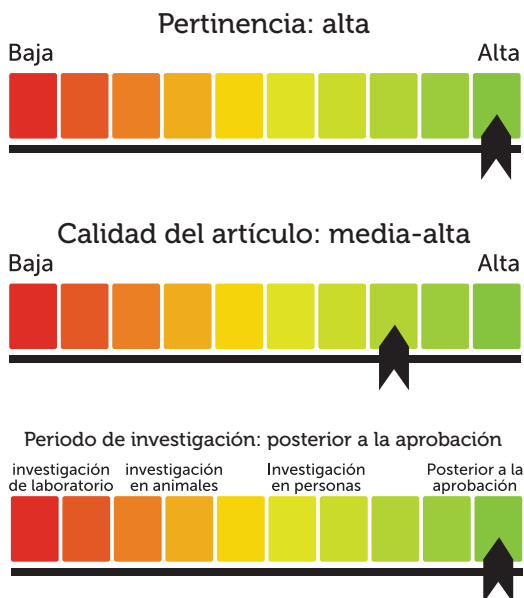 Pertinencia: alta
Baja Alta
Calidad del artículo: media-alta
Baja Alta
Periodo de investigación: posterior a la aprobación
investigación investigación Investigación Posterior a la
de laboratorio en animales en personas aprobación